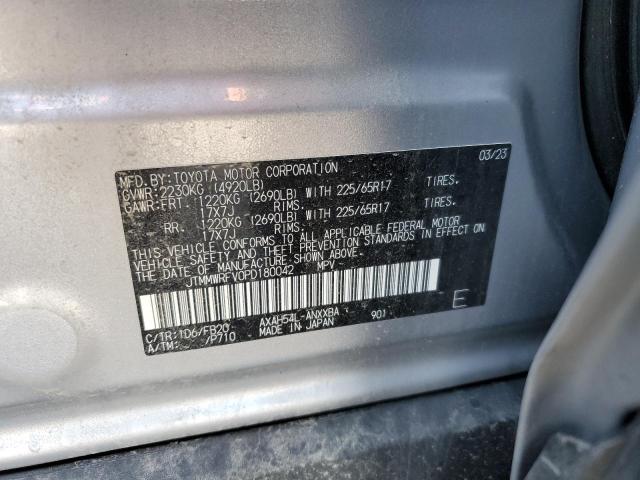 MFD. BY: TOYOTA MOTOR CORPORATION 03/23
GVWR: 2230KG (4920LB)
GAWR: FRT 1220KG (2690LB) WITH 225/65R17 TIRES.
17X7J RIMS.
RR. 1220KG (2690LB) WITH 225/65R17 TIRES.
17X7J RIMS.
THIS VEHICLE CONFORMS TO ALL APPLICABLE FEDERAL MOTOR
VEHICLE SAFETY AND THEFT PREVENTION STANDARDS IN EFFECT ON
THE DATE OF MANUFACTURE SHOWN ABOVE.
JTMMWRFV0PD180042 MPV
E
C/TR: 1D6/FB20 AXAH54L-ANXXBA 901
A/TM: /P710 MADE IN JAPAN